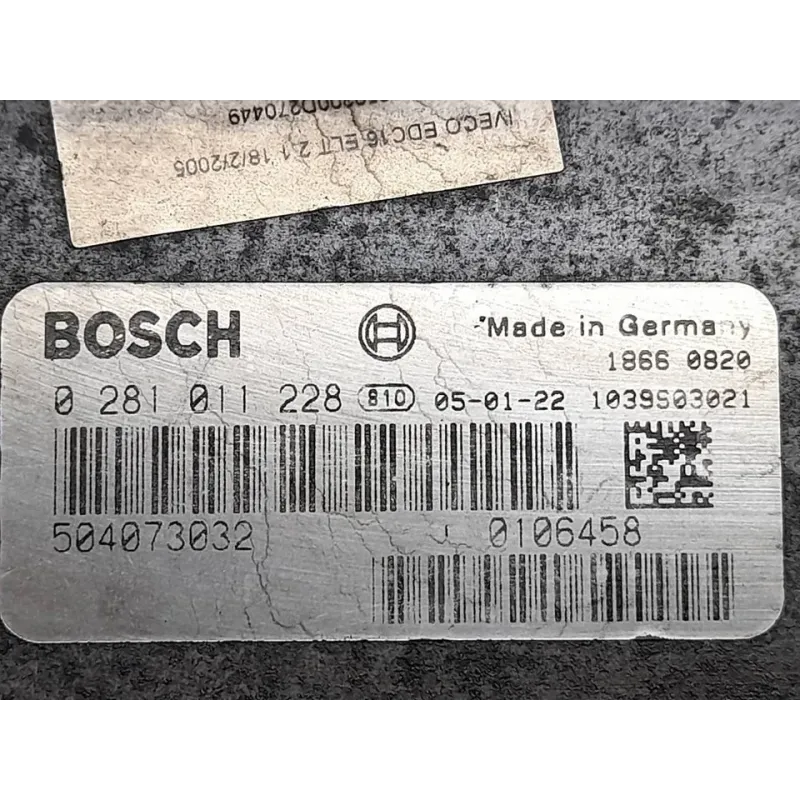 D270449
IVECO EDC16 ELT 2.1 18/2/2005
BOSCH
Made in Germany
1866 0820
0 281 011 228 810 05-01-22 1039S03021
504073032 0106458